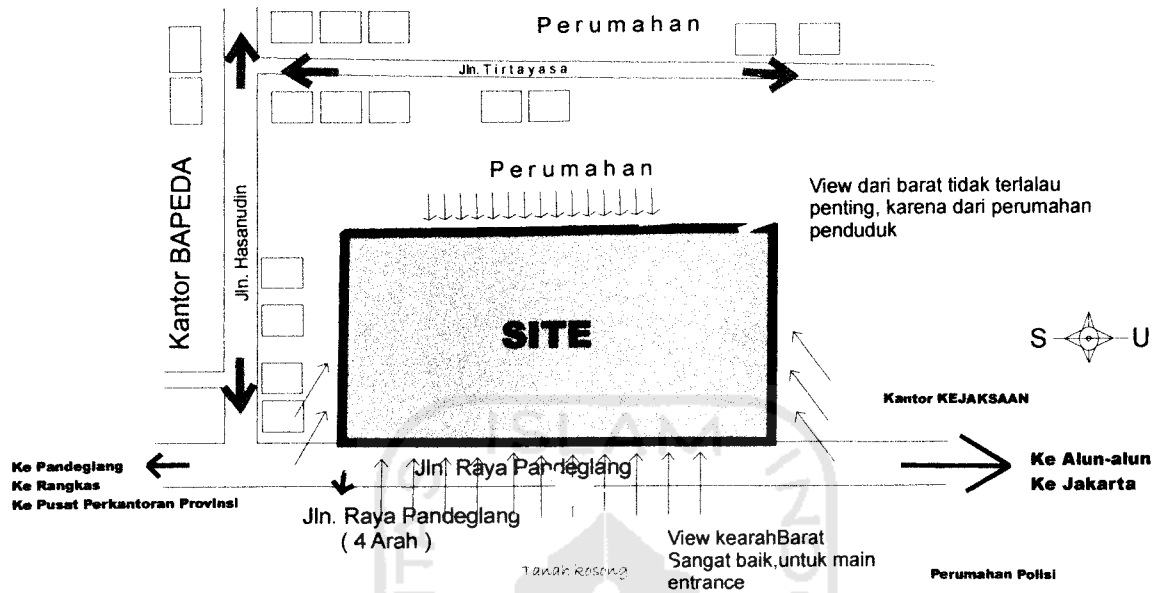 Perumahan
Jln. Tirtayasa
Perumahan
Kantor BAPEDA
Jln. Hasanudin
View dari barat tidak terlalau
penting, karena dari perumahan
penduduk
SITE
S U
Kantor KEJAKSAAN
ISLAM
Ke Pandeglang
Ke Rangkas
Ke Pusat Perkantoran Provinsi
Jln. Raya Pandeglang
Ke Alun-alun
Ke Jakarta
Jln. Raya Pandeglang
( 4 Arah )
View kearahBarat
Sangat baik,untuk main
entrance
Tanah kosong
Perumahan Polisi